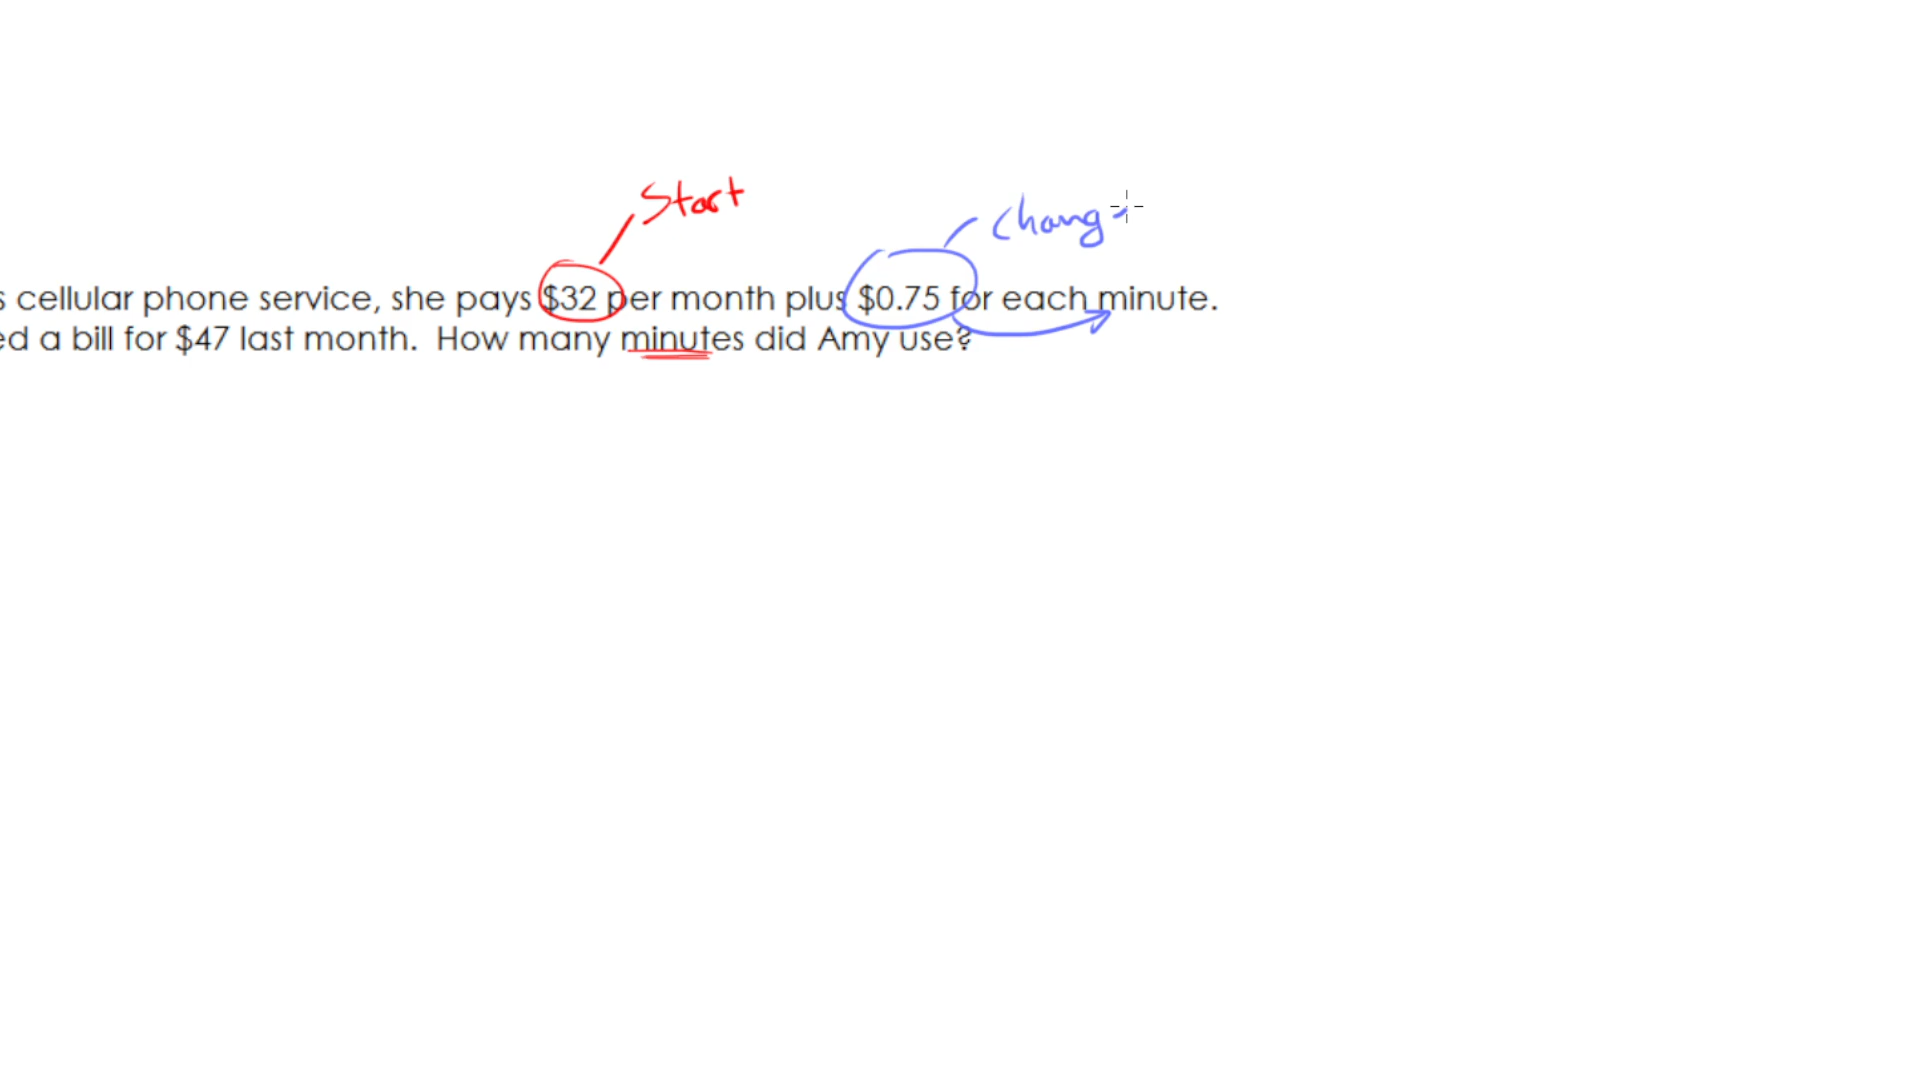 Start
Chang
s cellular phone service, she pays $32 per month plus $0.75 for each minute.
ed a bill for $47 last month. How many minutes did Amy use?